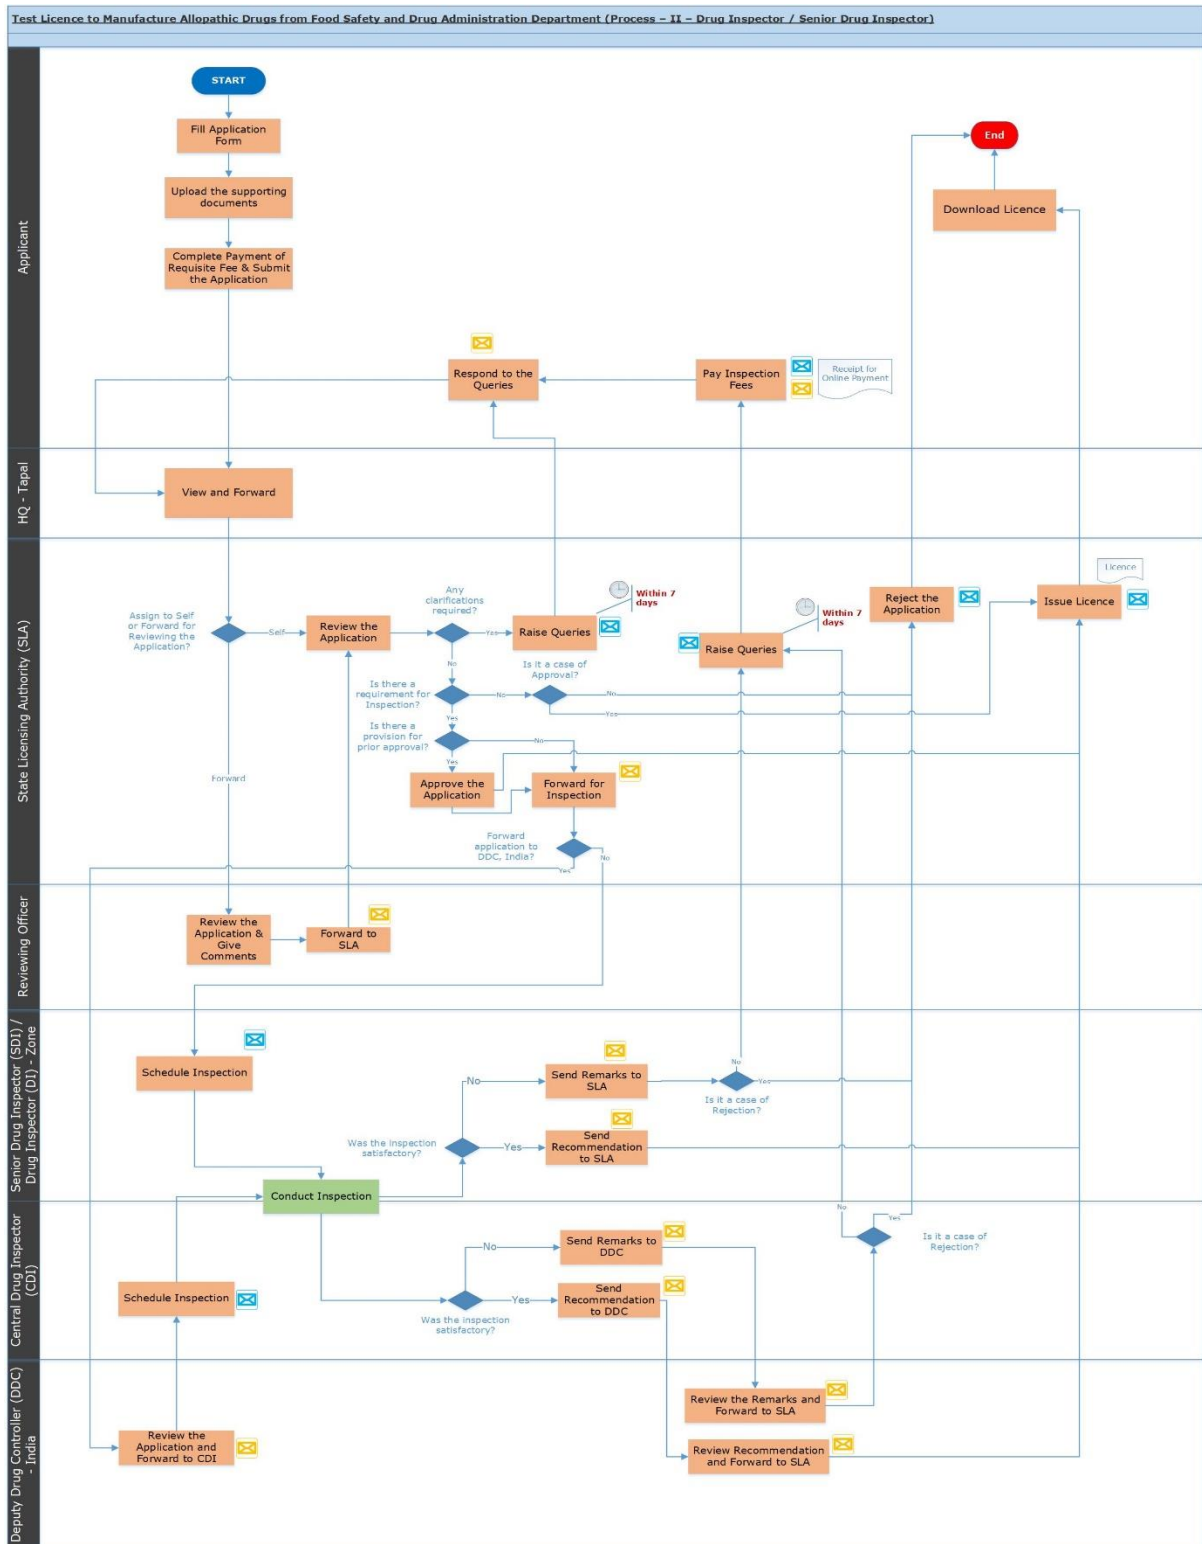 Test Licence to Manufacture Allopathic Drugs from Food Safety and Drug Administration Department (Process – II – Drug Inspector / Senior Drug Inspector)
Applicant
START
Fill Application
Form
Upload the supporting
documents
Complete Payment of
Requisite Fee & Submit
the Application
End
Download Licence
Respond to the
Queries
Pay Inspection
Fees
Receipt for
Online Payment
HQ - Tapal
View and Forward
State Licensing Authority (SLA)
Assign to Self
or Forward for
Reviewing the
Application?
Self
Forward
Review the
Application
Any
clarifications
required?
Yes
No
Raise Queries
Within 7
days
Is there a
requirement for
Inspection?
No
Yes
Is it a case of
Approval?
No
Yes
Is there a
provision for
prior approval?
No
Yes
Approve the
Application
Forward for
Inspection
Forward
application to
DDC, India?
No
Yes
Raise Queries
Within 7
days
Reject the
Application
Licence
Issue Licence
Reviewing Officer
Review the
Application &
Give
Comments
Forward to
SLA
Senior Drug Inspector (SDI) /
Drug Inspector (DI) - Zone
Schedule Inspection
Conduct Inspection
Was the inspection
satisfactory?
No
Yes
Send Remarks to
SLA
Send
Recommendation
to SLA
No
Yes
Is it a case of
Rejection?
Central Drug Inspector
(CDI)
Schedule Inspection
No
Yes
Was the inspection
satisfactory?
Send Remarks to
DDC
Send
Recommendation
to DDC
No
Yes
Is it a case of
Rejection?
Deputy Drug Controller (DDC)
- India
Review the
Application and
Forward to CDI
Review the Remarks and
Forward to SLA
Review Recommendation
and Forward to SLA